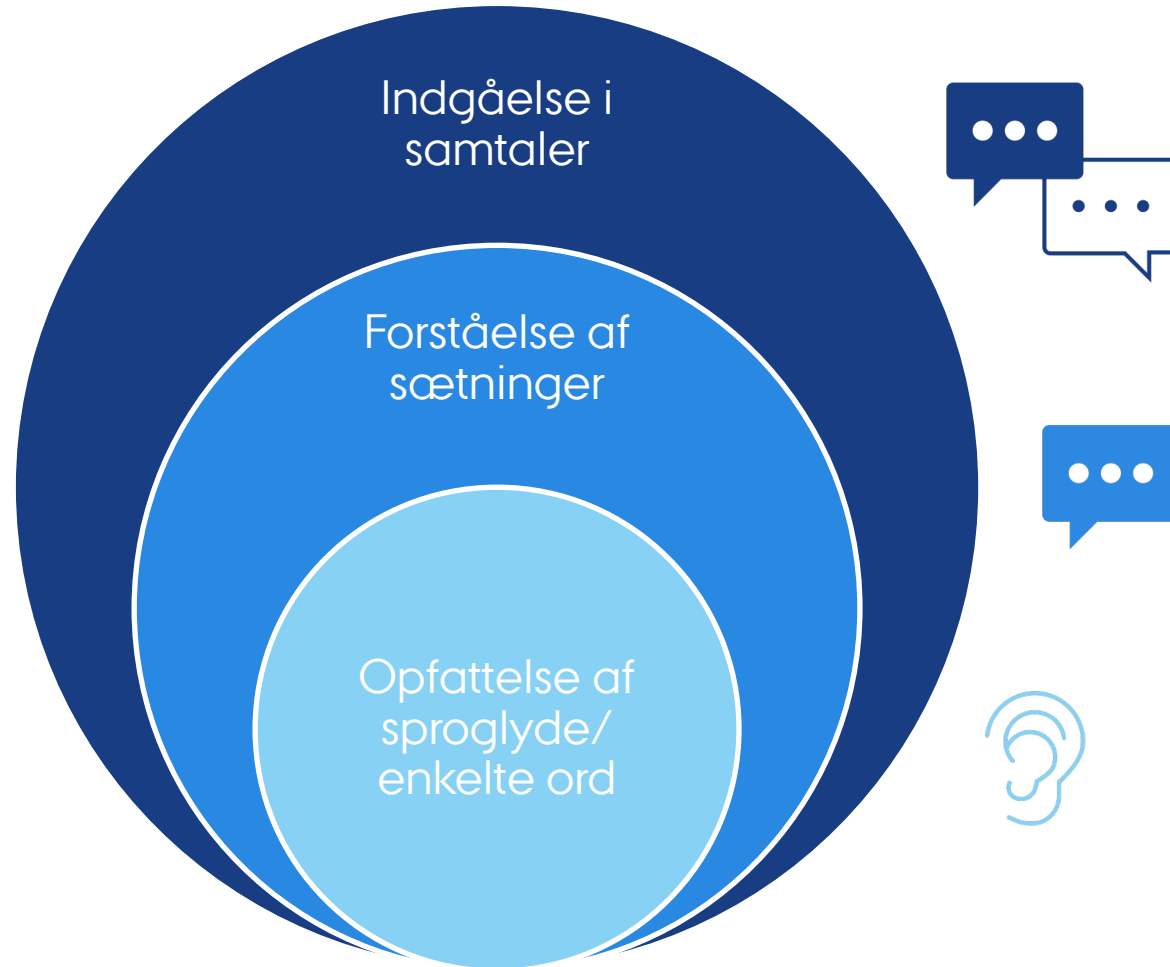 Indgåelse i
samtaler
Forståelse af
sætninger
Opfattelse af
sproglyde/
enkelte ord